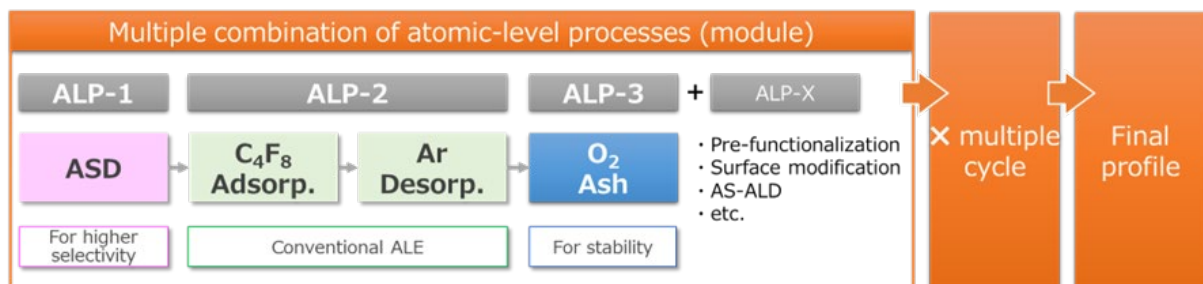 Multiple combination of atomic-level processes (module)
ALP-1
ALP-2
ALP-3
+
ALP-X
ASD
C₄F₈
Adsorp.
Ar
Desorp.
O₂
Ash
・Pre-functionalization
・Surface modification
・AS-ALD
・etc.
For higher
selectivity
Conventional ALE
For stability
× multiple
cycle
Final
profile